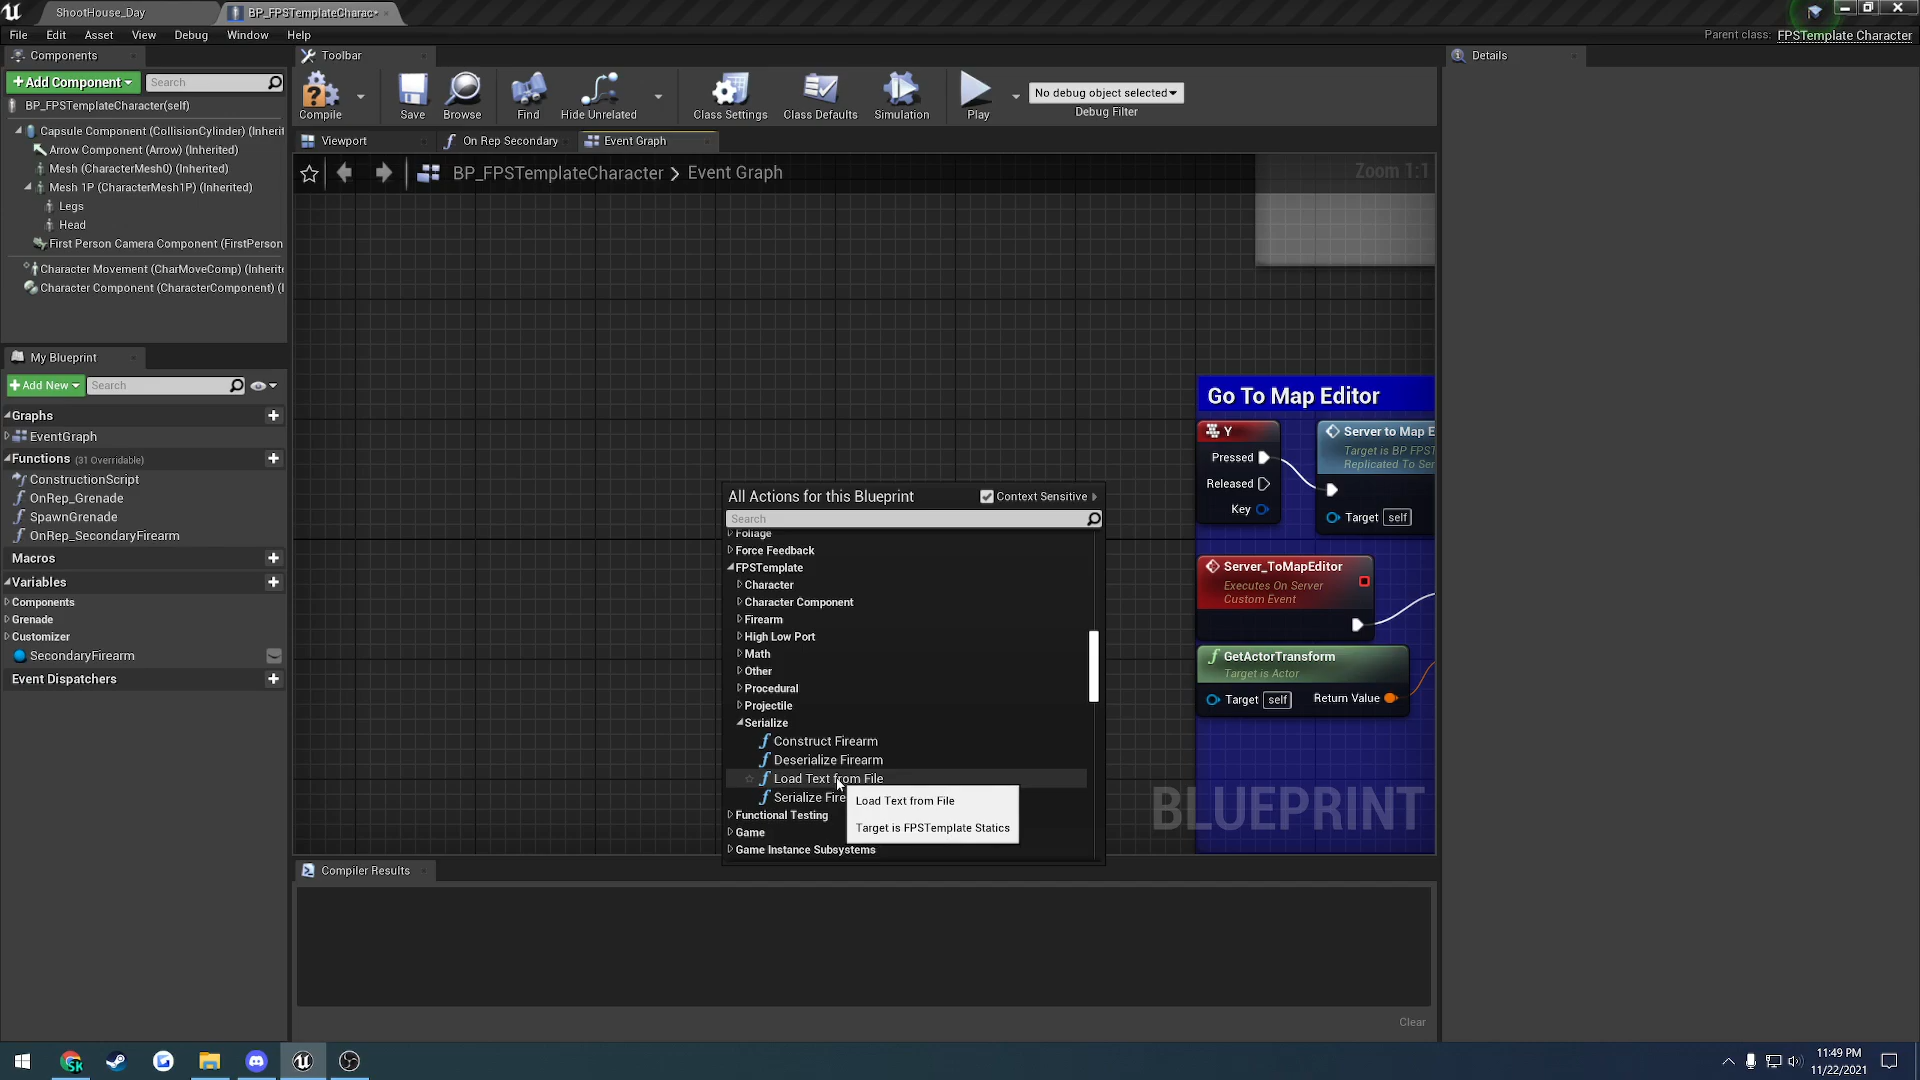 ShootHouse_Day
BP_FPSTemplateCharac•
File Edit Asset View Debug Window Help
Parent class: FPSTemplate Character
Components
Add Component
Search
BP_FPSTemplateCharacter(self)
Capsule Component (CollisionCylinder) (Inherit
Arrow Component (Arrow) (Inherited)
Mesh (CharacterMesh0) (Inherited)
Mesh 1P (CharacterMesh1P) (Inherited)
Legs
Head
First Person Camera Component (FirstPerson
Character Movement (CharMoveComp) (Inherite
Character Component (CharacterComponent) (I
Toolbar
Compile
Save
Browse
Find
Hide Unrelated
Class Settings
Class Defaults
Simulation
Play
No debug object selected
Debug Filter
Details
Viewport
On Rep Secondary
Event Graph
BP_FPSTemplateCharacter > Event Graph
Zoom 1:1
My Blueprint
Add New
Search
Graphs
EventGraph
Functions (31 Overridable)
ConstructionScript
OnRep_Grenade
SpawnGrenade
OnRep_SecondaryFirearm
Macros
Variables
Components
Grenade
Customizer
SecondaryFirearm
Event Dispatchers
All Actions for this Blueprint
Context Sensitive
Search
Foliage
Force Feedback
FPSTemplate
Character
Character Component
Firearm
High Low Port
Math
Other
Procedural
Projectile
Serialize
Construct Firearm
Deserialize Firearm
Load Text from File
Serialize Fire
Functional Testing
Game
Game Instance Subsystems
Load Text from File
Target is FPSTemplate Statics
Go To Map Editor
Y
Pressed
Released
Key
Server to Map E
Target is BP FPST
Replicated To Ser
Target self
Server_ToMapEditor
Executes On Server
Custom Event
GetActorTransform
Target is Actor
Target self
Return Value
BLUEPRINT
Compiler Results
Clear
11:49 PM
11/22/2021